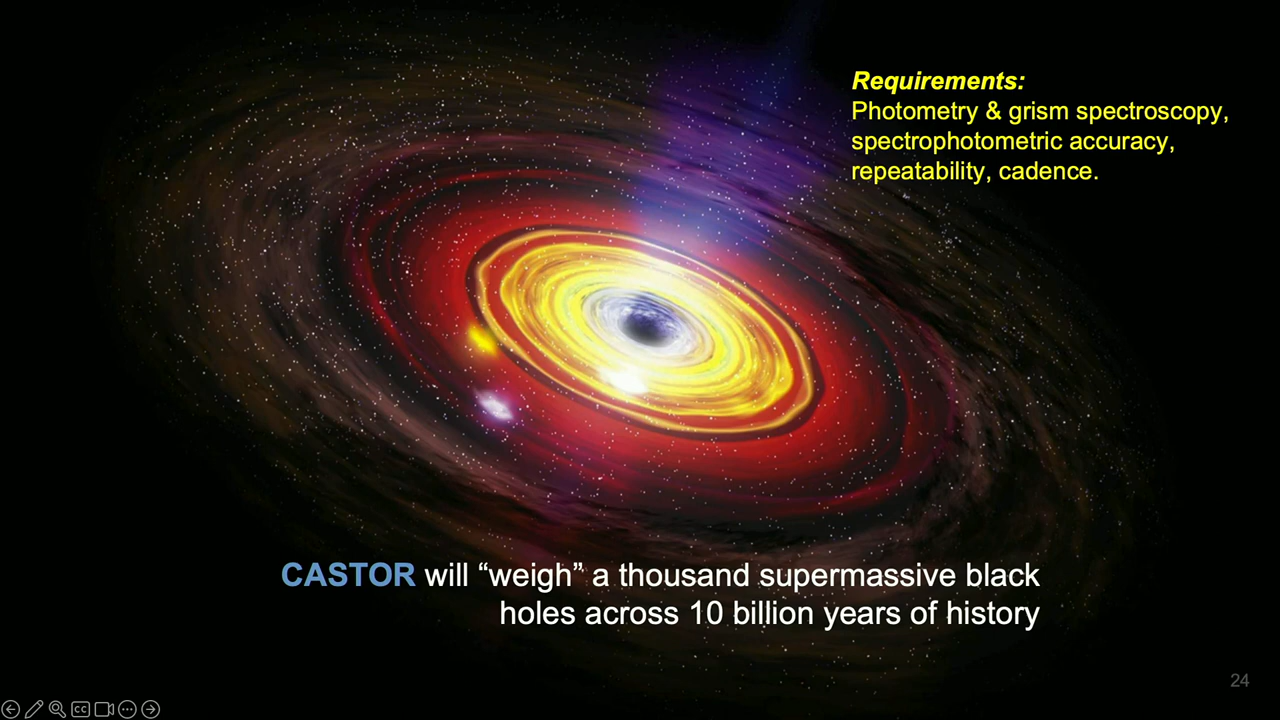 Requirements:
Photometry & grism spectroscopy,
spectrophotometric accuracy,
repeatability, cadence.
CASTOR will “weigh” a thousand supermassive black
holes across 10 billion years of history
24
CC